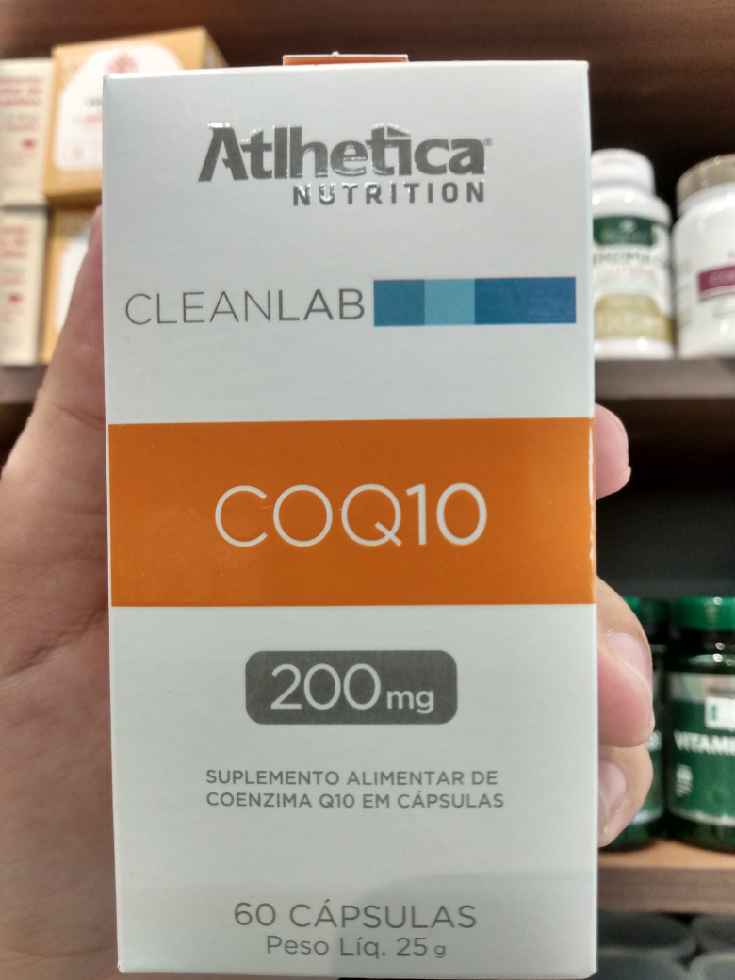 Atlhetica
NUTRITION
CLEANLAB
COQ10
200mg
SUPLEMENTO ALIMENTAR DE
COENZIMA Q10 EM CÁPSULAS
60 CÁPSULAS
Peso Líq. 25g